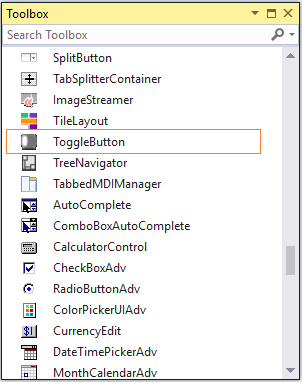 Toolbox
Search Toolbox
SplitButton
TabSplitterContainer
ImageStreamer
TileLayout
ToggleButton
TreeNavigator
TabbedMDIManager
AutoComplete
ComboBoxAutoComplete
CalculatorControl
CheckBoxAdv
RadioButtonAdv
ColorPickerUIAdv
$1 CurrencyEdit
DateTimePickerAdv
MonthCalendarAdv